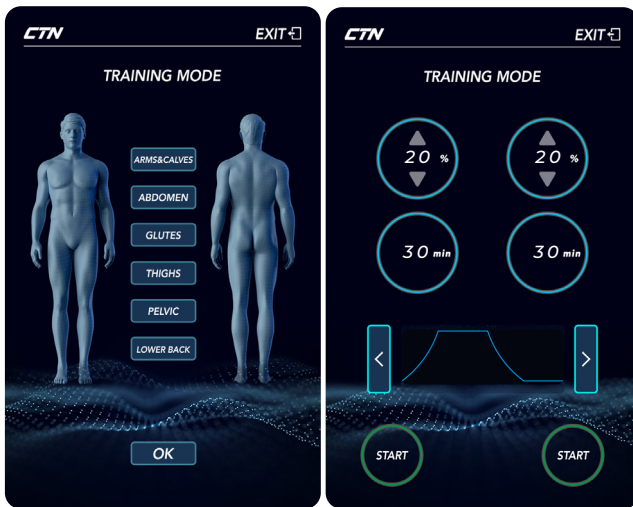 CTN
EXIT
TRAINING MODE
ARMS&CALVES
ABDOMEN
GLUTES
THIGHS
PELVIC
LOWER BACK
OK
CTN
EXIT
TRAINING MODE
20 %
20 %
30 min
30 min
START
START